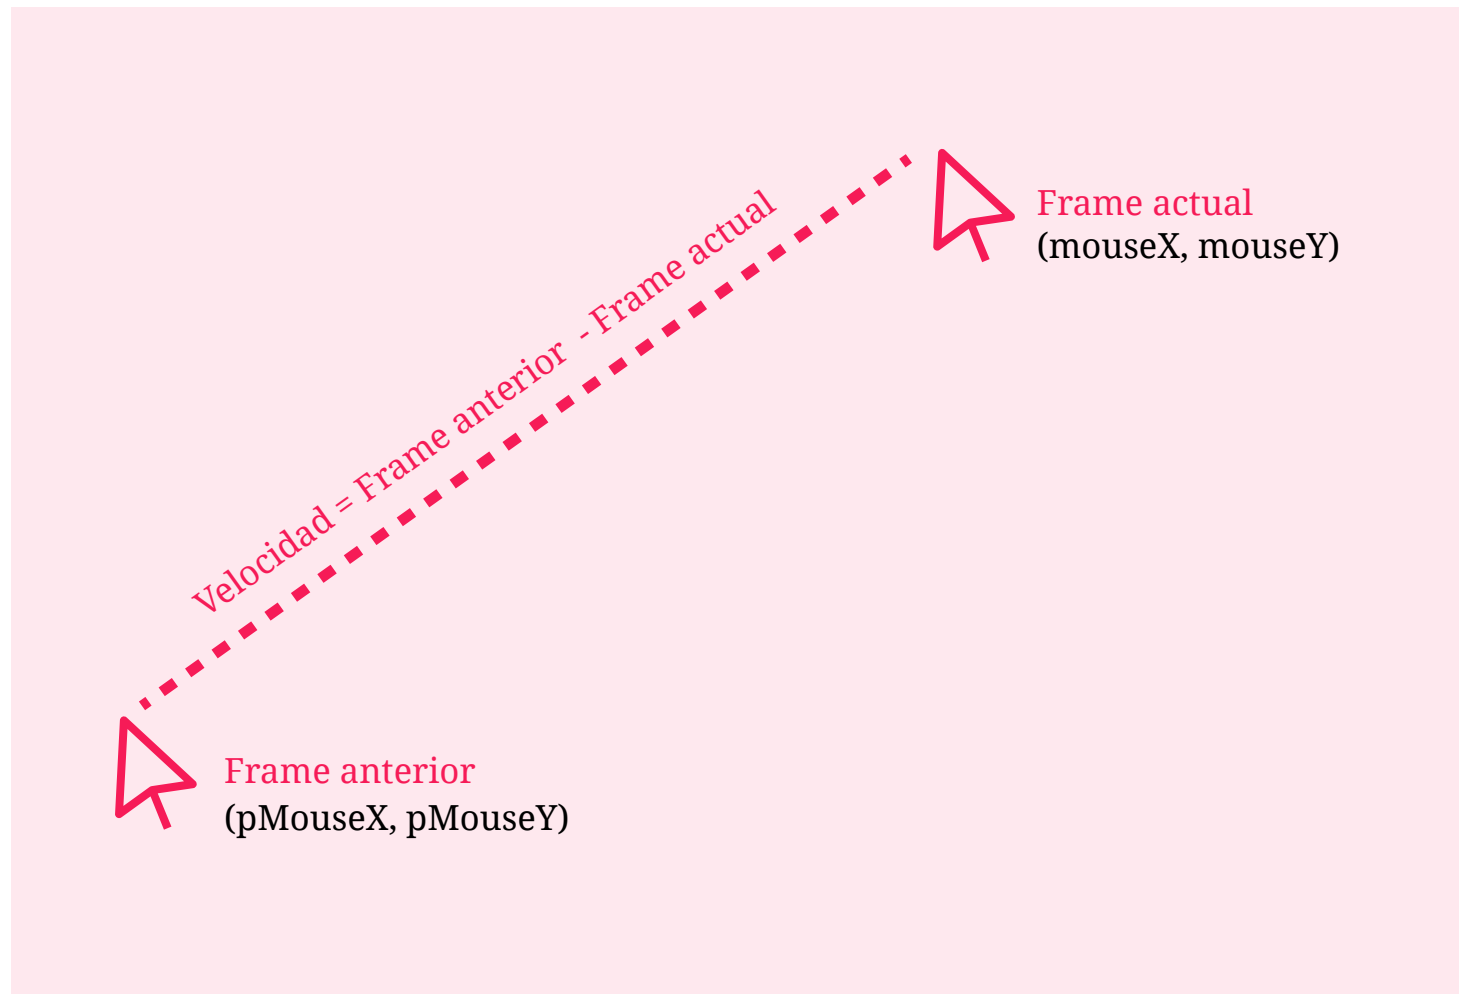 Frame actual
(mouseX, mouseY)
Velocidad = Frame anterior - Frame actual
Frame anterior
(pMouseX, pMouseY)